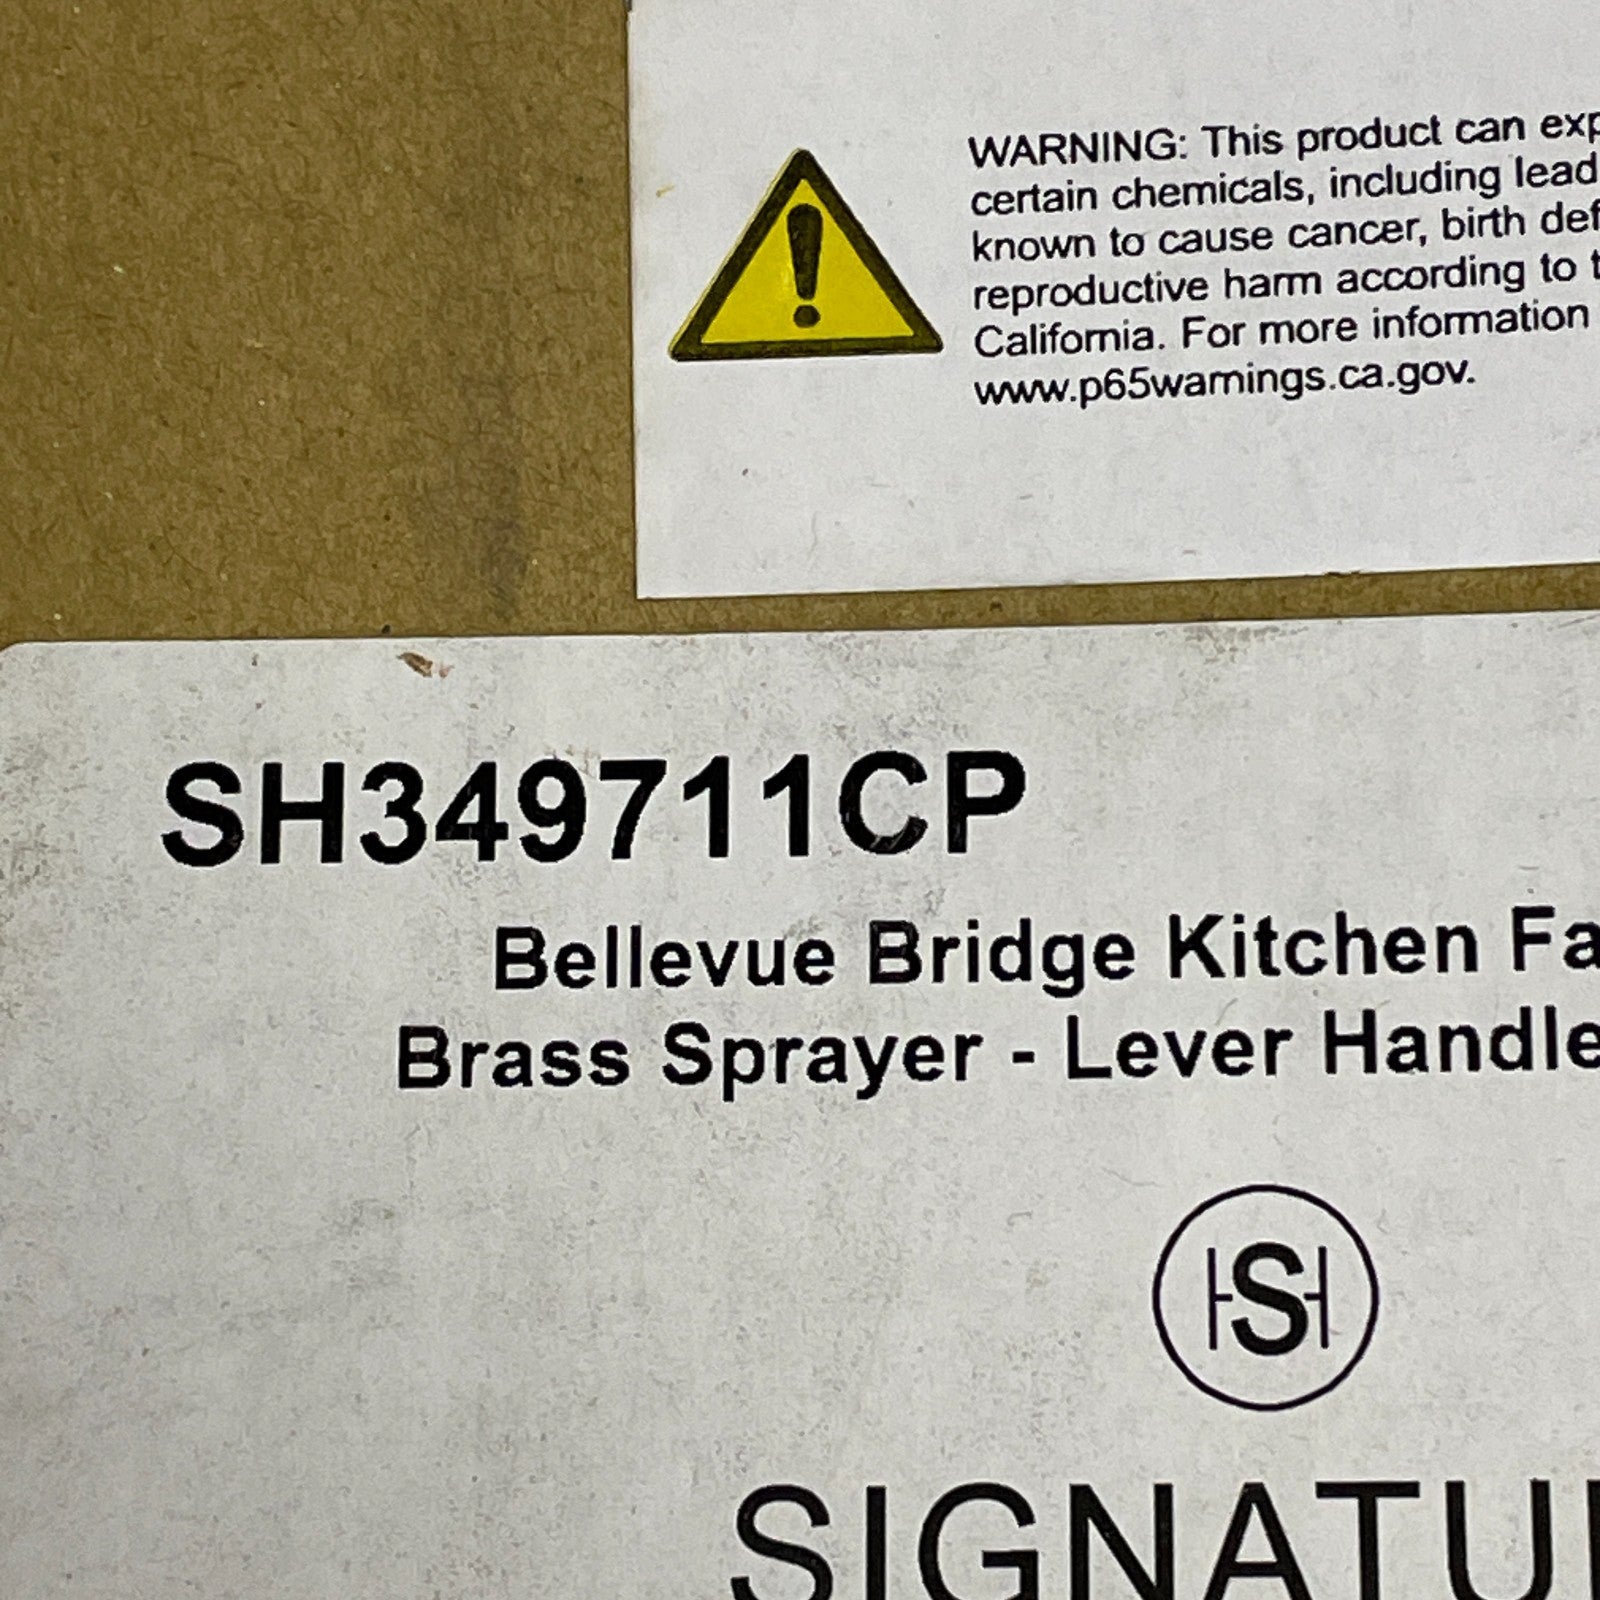 WARNING: This product can exp
certain chemicals, including lead
known to cause cancer, birth def
reproductive harm according to t
California. For more information
www.p65warnings.ca.gov.
SH349711CP
Bellevue Bridge Kitchen Fa
Brass Sprayer - Lever Handle
HS
SIGNATU